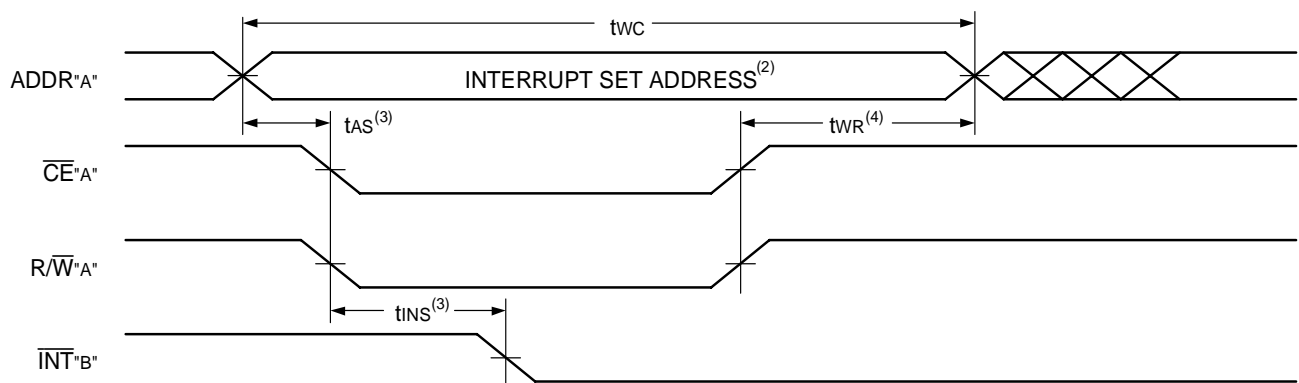 tWC
ADDR"A"
INTERRUPT SET ADDRESS(2)
tAS(3)
tWR(4)
CE"A"
R/W"A"
tINS(3)
INT"B"